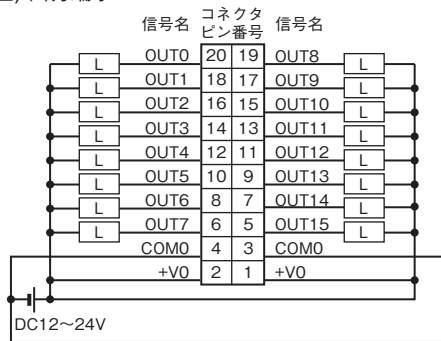 信号名 コネクタ 信号名
ピン番号
L OUT0 20 19 OUT8 L
L OUT1 18 17 OUT9 L
L OUT2 16 15 OUT10 L
L OUT3 14 13 OUT11 L
L OUT4 12 11 OUT12 L
L OUT5 10 9 OUT13 L
L OUT6 8 7 OUT14 L
L OUT7 6 5 OUT15 L
COM0 4 3 COM0
+V0 2 1 +V0
DC12～24V